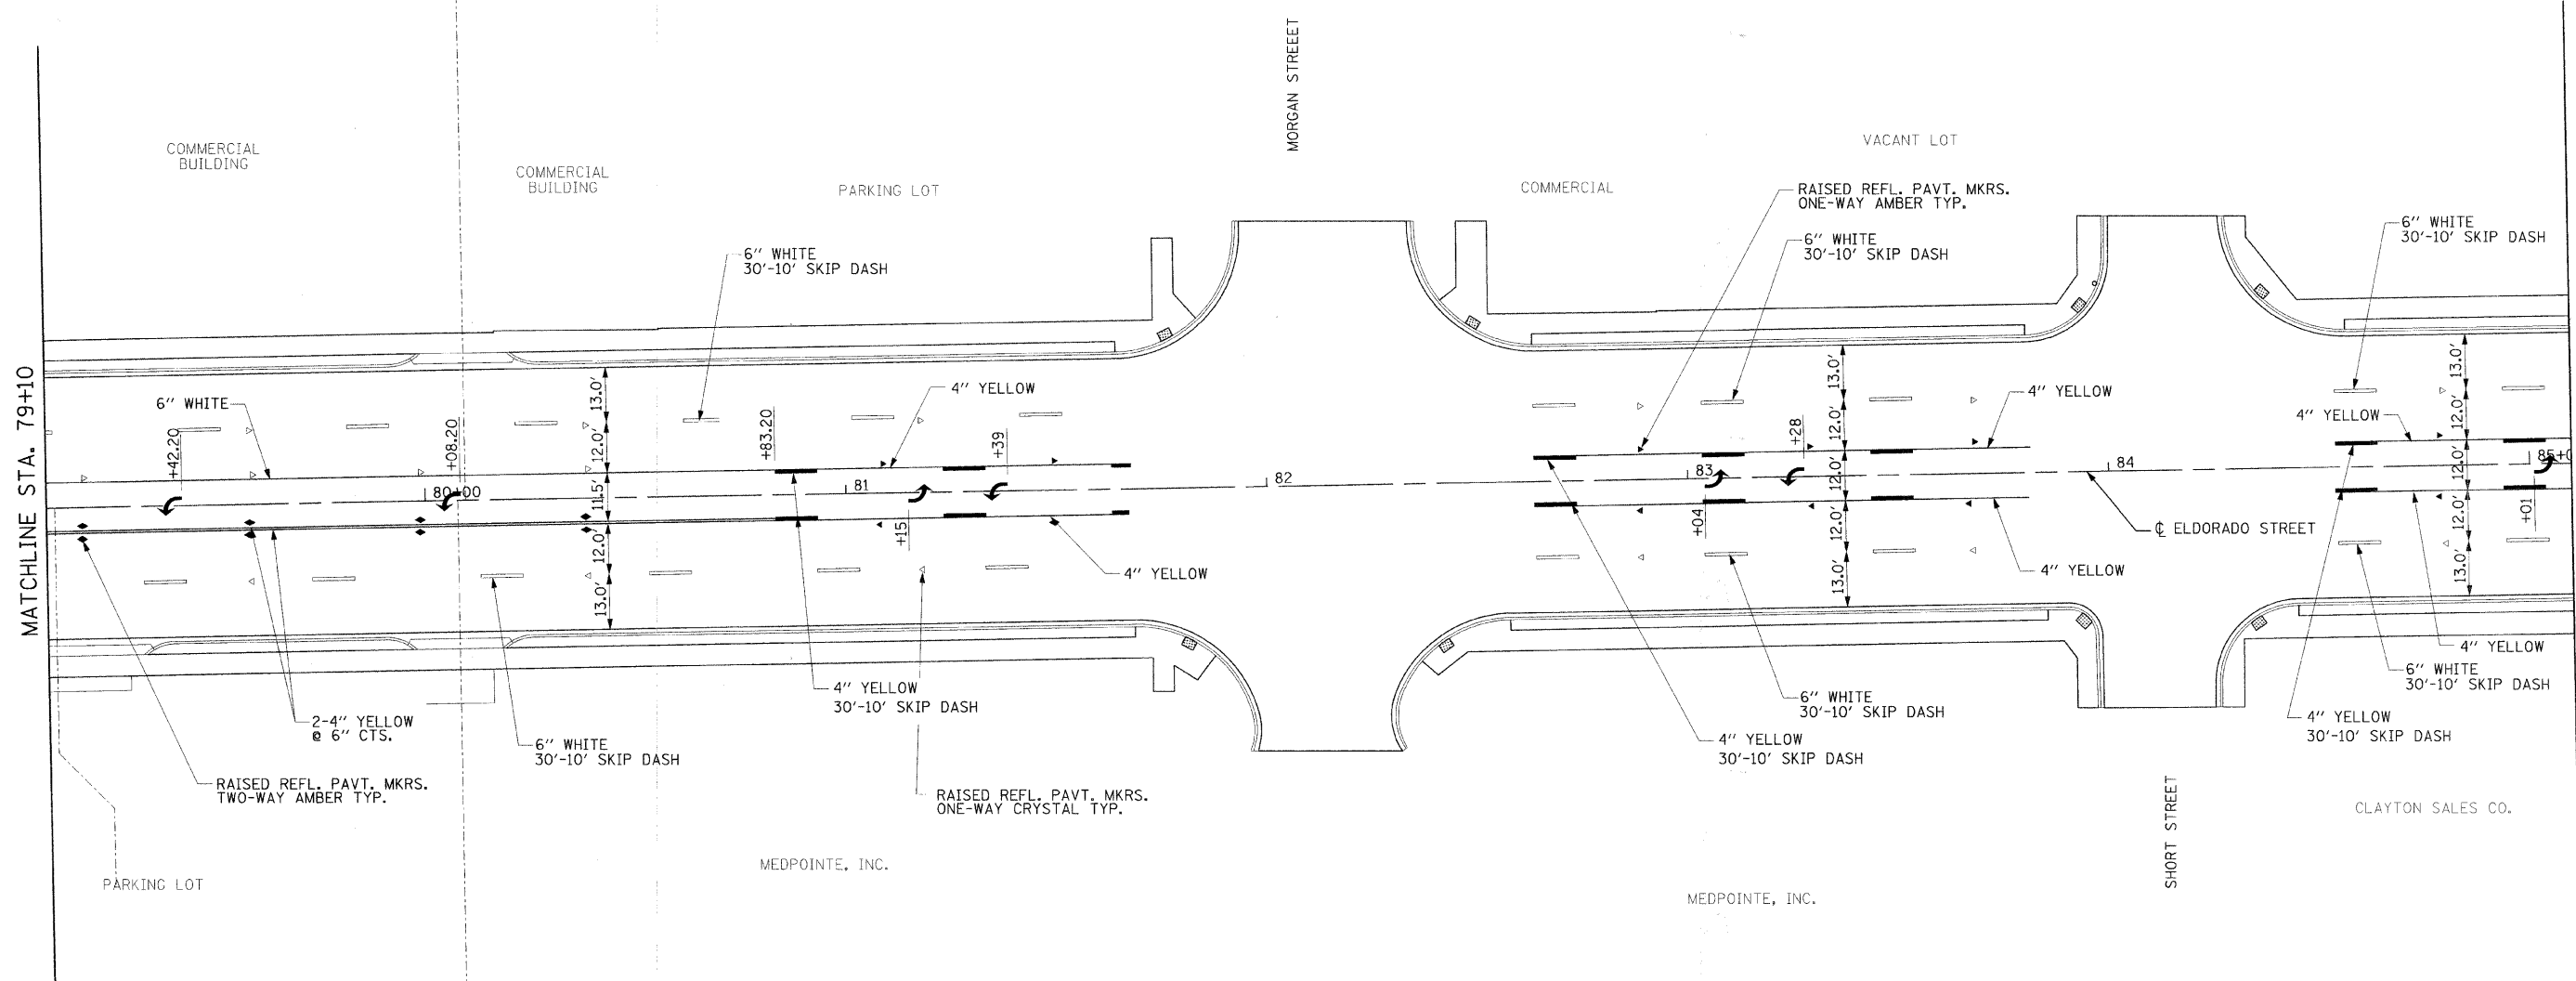 MORGAN STREEET
VACANT LOT
COMMERCIAL
BUILDING
COMMERCIAL
BUILDING
PARKING LOT
COMMERCIAL
RAISED REFL. PAVT. MKRS.
ONE-WAY AMBER TYP.
6" WHITE
30'-10' SKIP DASH
6" WHITE
30'-10' SKIP DASH
6" WHITE
30'-10' SKIP DASH
MATCHLINE STA. 79+10
6" WHITE
4" YELLOW
4" YELLOW
4" YELLOW
13.0'
12.0'
11.5'
12.0'
13.0'
13.0'
12.0'
12.0'
12.0'
13.0'
13.0'
12.0'
12.0'
12.0'
13.0'
+42.20
+08.20
+83.20
+39
+15
+28
+04
+01
80+00
81
82
83
84
85+0
℄ ELDORADO STREET
4" YELLOW
4" YELLOW
4" YELLOW
4" YELLOW
30'-10' SKIP DASH
6" WHITE
30'-10' SKIP DASH
6" WHITE
30'-10' SKIP DASH
2-4" YELLOW
@ 6" CTS.
6" WHITE
30'-10' SKIP DASH
4" YELLOW
30'-10' SKIP DASH
4" YELLOW
30'-10' SKIP DASH
RAISED REFL. PAVT. MKRS.
TWO-WAY AMBER TYP.
RAISED REFL. PAVT. MKRS.
ONE-WAY CRYSTAL TYP.
SHORT STREET
CLAYTON SALES CO.
MEDPOINTE, INC.
PARKING LOT
MEDPOINTE, INC.